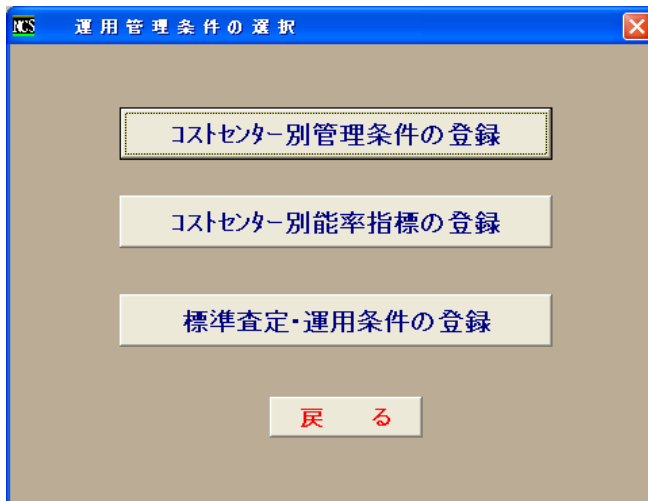 NCS 運用管理条件の選択
コストセンター別管理条件の登録
コストセンター別能率指標の登録
標準査定・運用条件の登録
戻　る